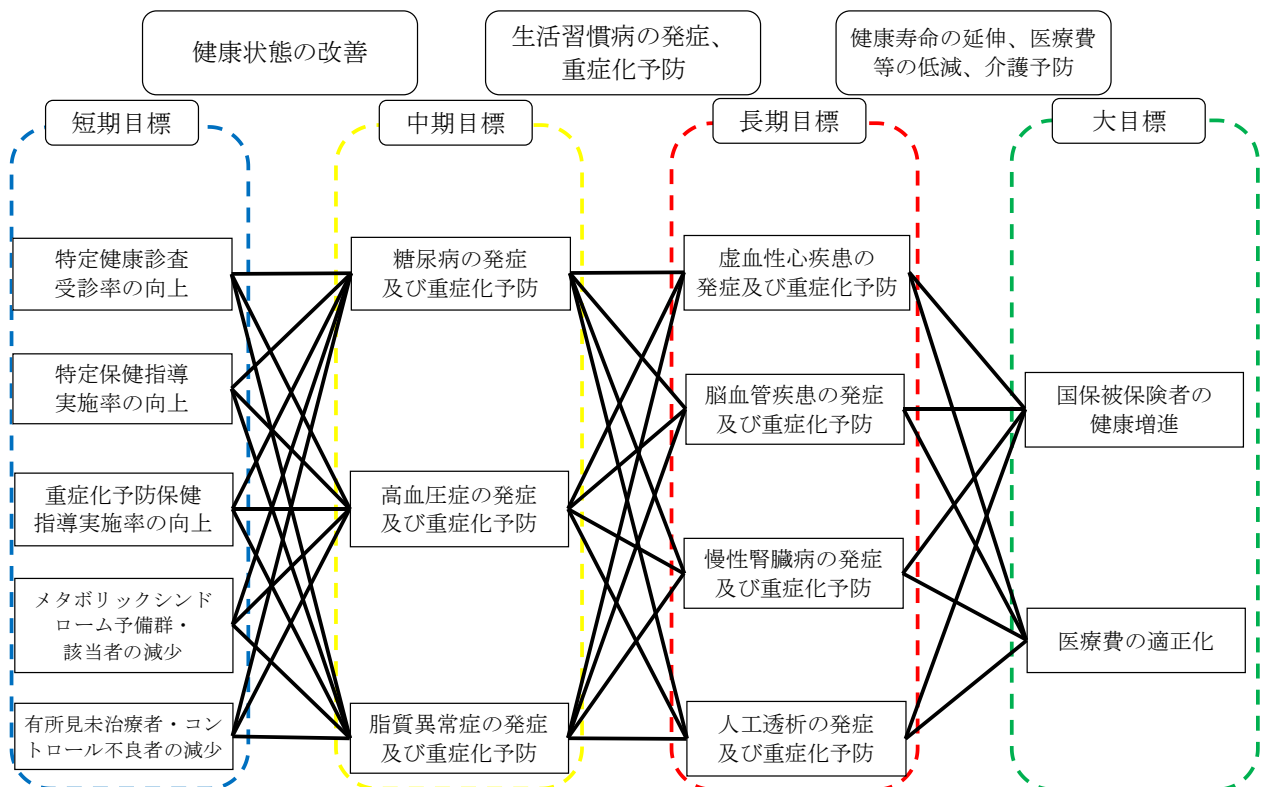 健康状態の改善
生活習慣病の発症、
重症化予防
健康寿命の延伸、医療費
等の低減、介護予防
短期目標
中期目標
長期目標
大目標
特定健康診査
受診率の向上
特定保健指導
実施率の向上
重症化予防保健
指導実施率の向上
メタボリックシンド
ローム予備群・
該当者の減少
有所見未治療者・コン
トロール不良者の減少
糖尿病の発症
及び重症化予防
高血圧症の発症
及び重症化予防
脂質異常症の発症
及び重症化予防
虚血性心疾患の
発症及び重症化予防
脳血管疾患の発症
及び重症化予防
慢性腎臓病の発症
及び重症化予防
人工透析の発症
及び重症化予防
国保被保険者の
健康増進
医療費の適正化